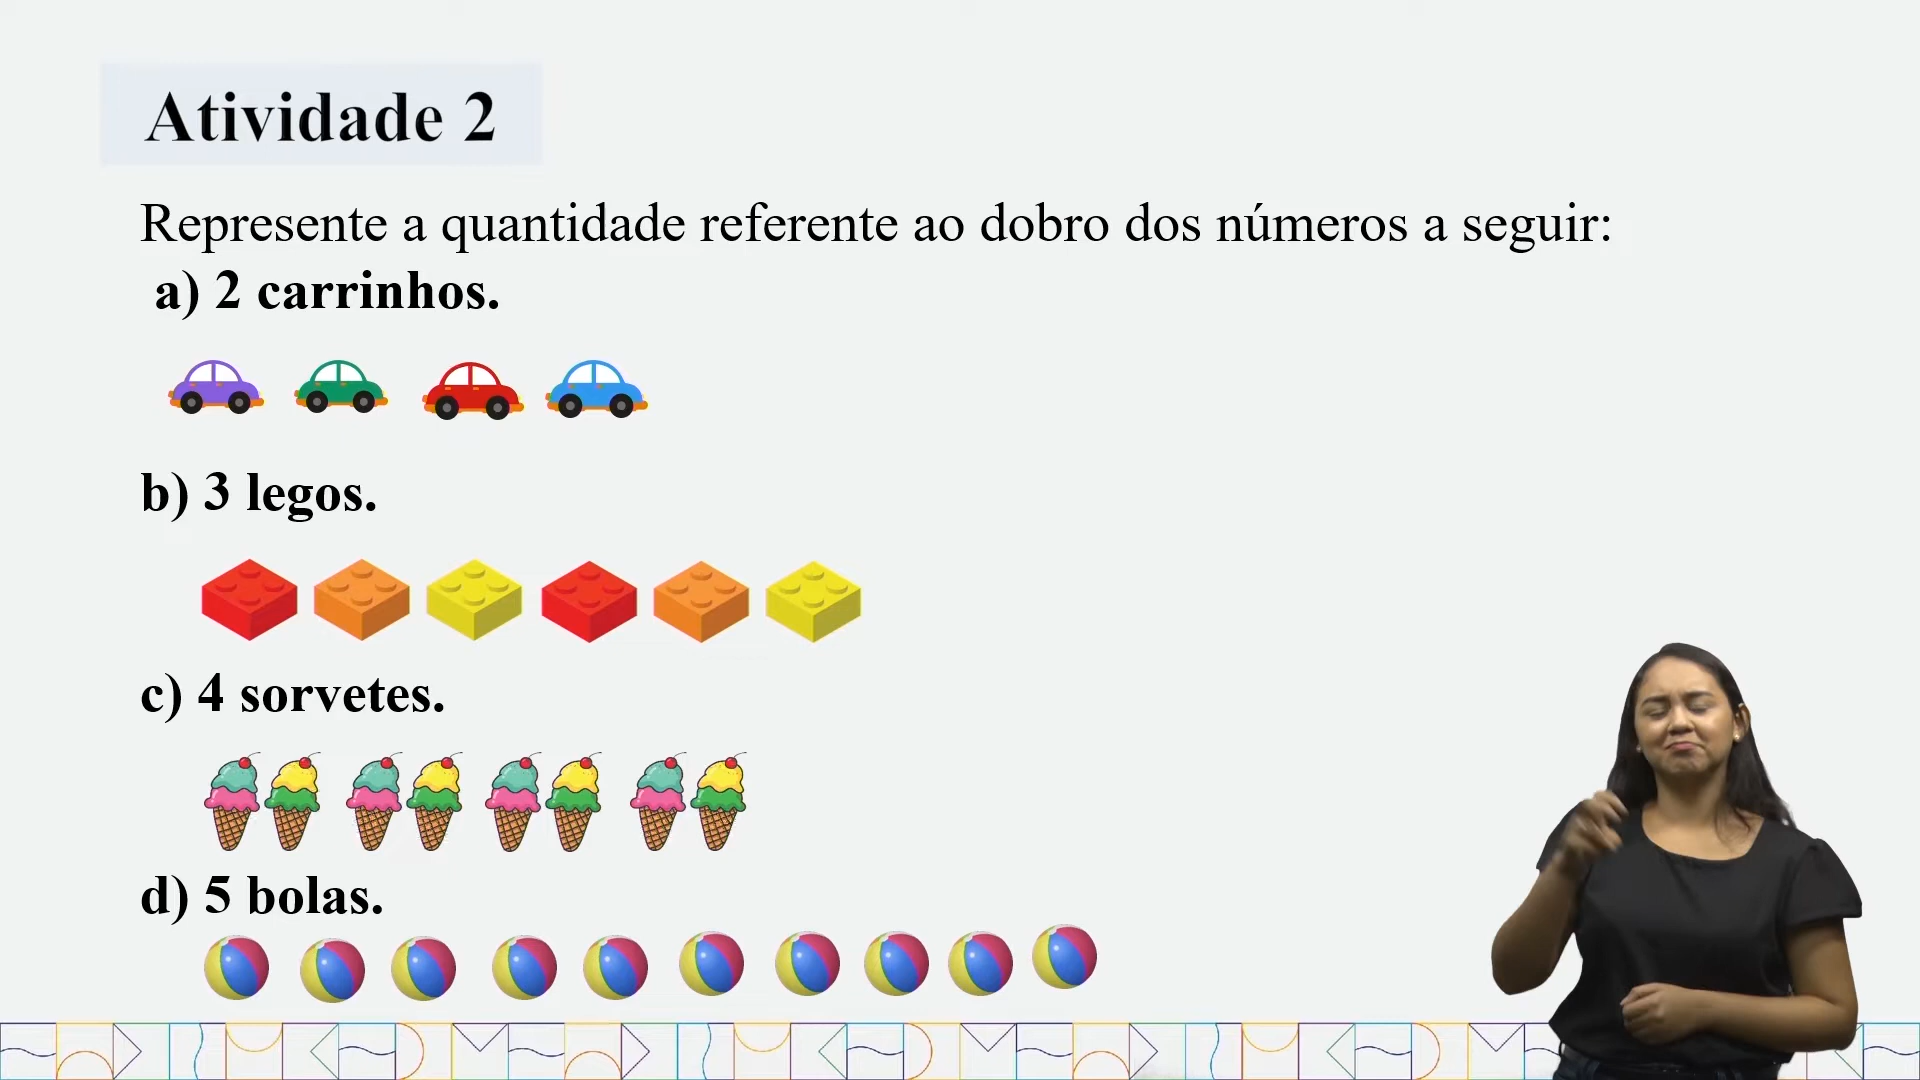 Atividade 2
Represente a quantidade referente ao dobro dos números a seguir:
a) 2 carrinhos.
b) 3 legos.
c) 4 sorvetes.
d) 5 bolas.